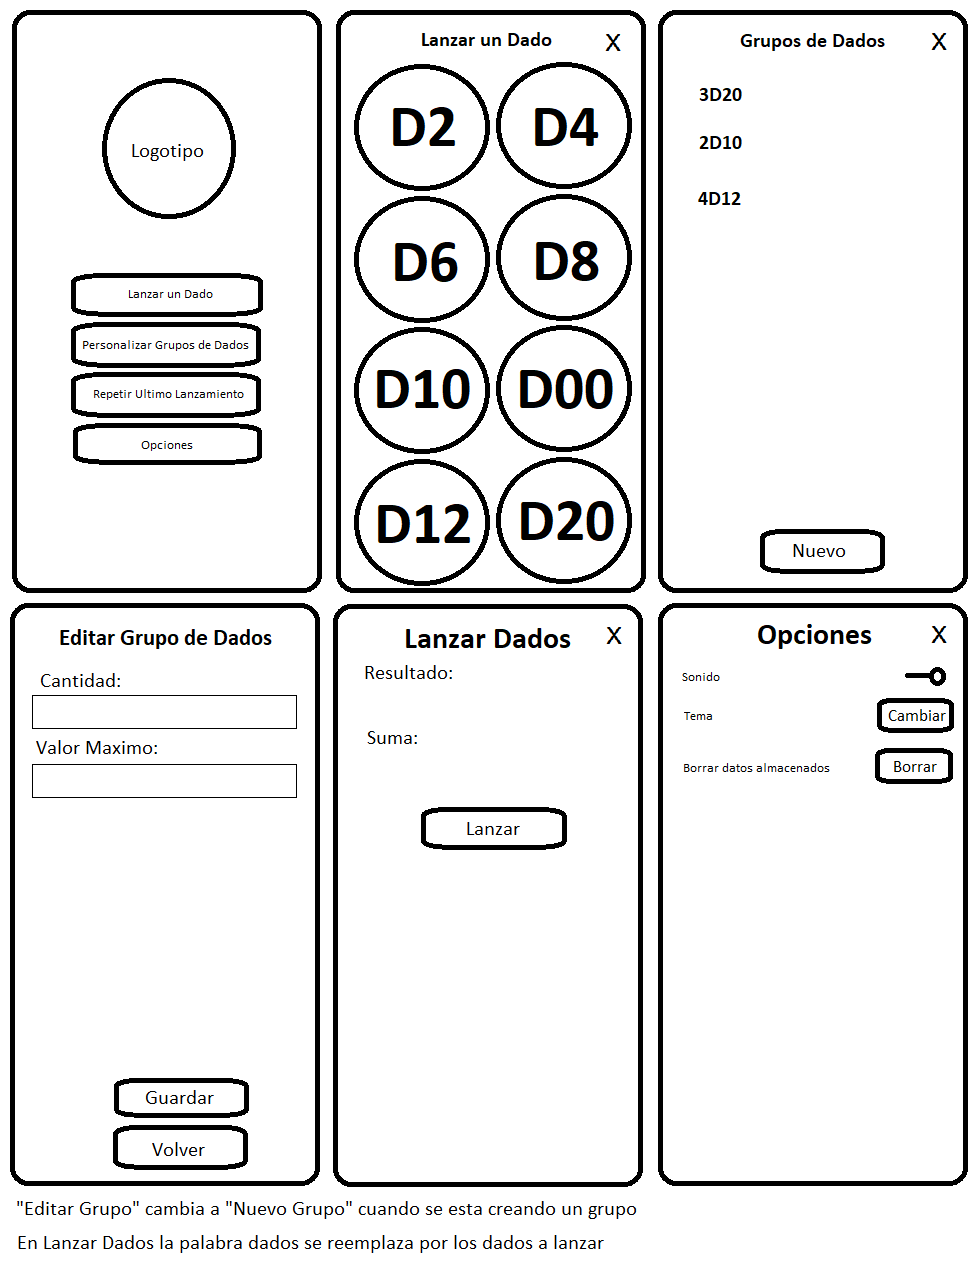 Logotipo
Lanzar un Dado
Personalizar Grupos de Dados
Repetir Ultimo Lanzamiento
Opciones
Lanzar un Dado X
D2 D4
D6 D8
D10 D00
D12 D20
Grupos de Dados X
3D20
2D10
4D12
Nuevo
Editar Grupo de Dados
Cantidad:
Valor Maximo:
Guardar
Volver
Lanzar Dados X
Resultado:
Suma:
Lanzar
Opciones X
Sonido
Tema Cambiar
Borrar datos almacenados Borrar
"Editar Grupo" cambia a "Nuevo Grupo" cuando se esta creando un grupo
En Lanzar Dados la palabra dados se reemplaza por los dados a lanzar